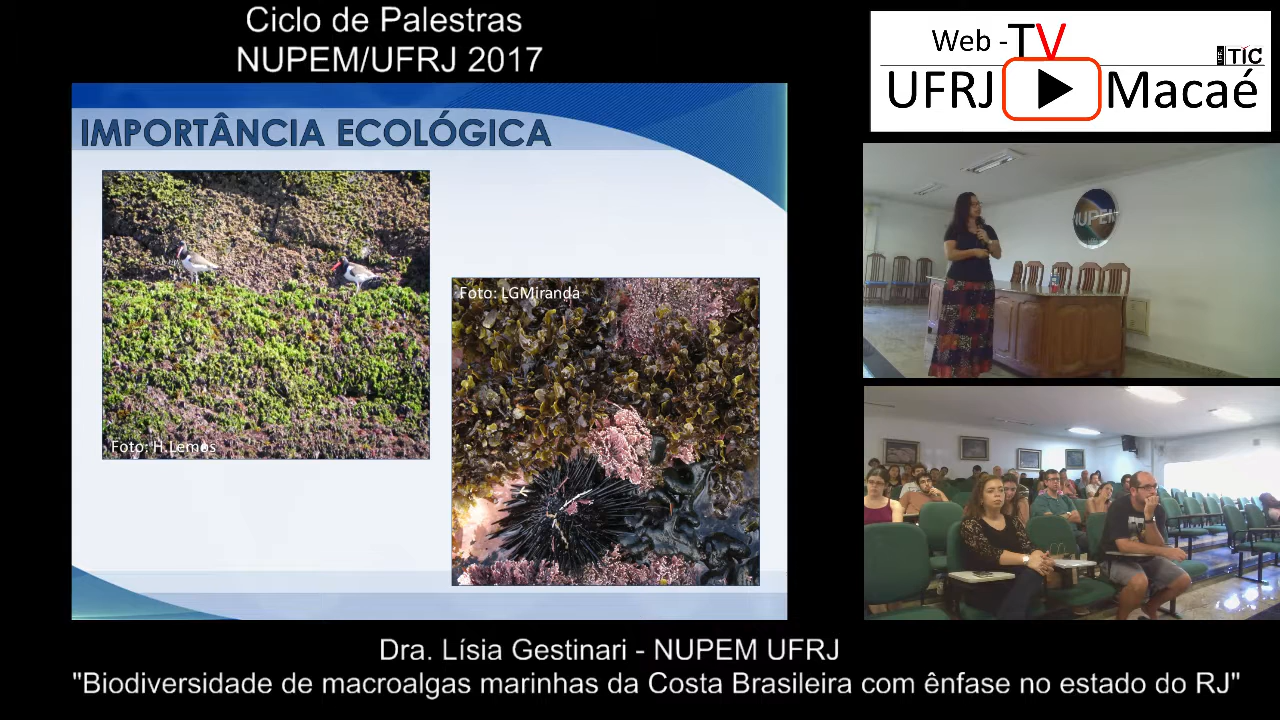 Ciclo de Palestras
NUPEM/UFRJ 2017
Web - TV
TIC
UFRJ Macaé
IMPORTÂNCIA ECOLÓGICA
Foto: H Lemos
Foto: LGMiranda
NUPEM
Dra. Lísia Gestinari - NUPEM UFRJ
"Biodiversidade de macroalgas marinhas da Costa Brasileira com ênfase no estado do RJ"